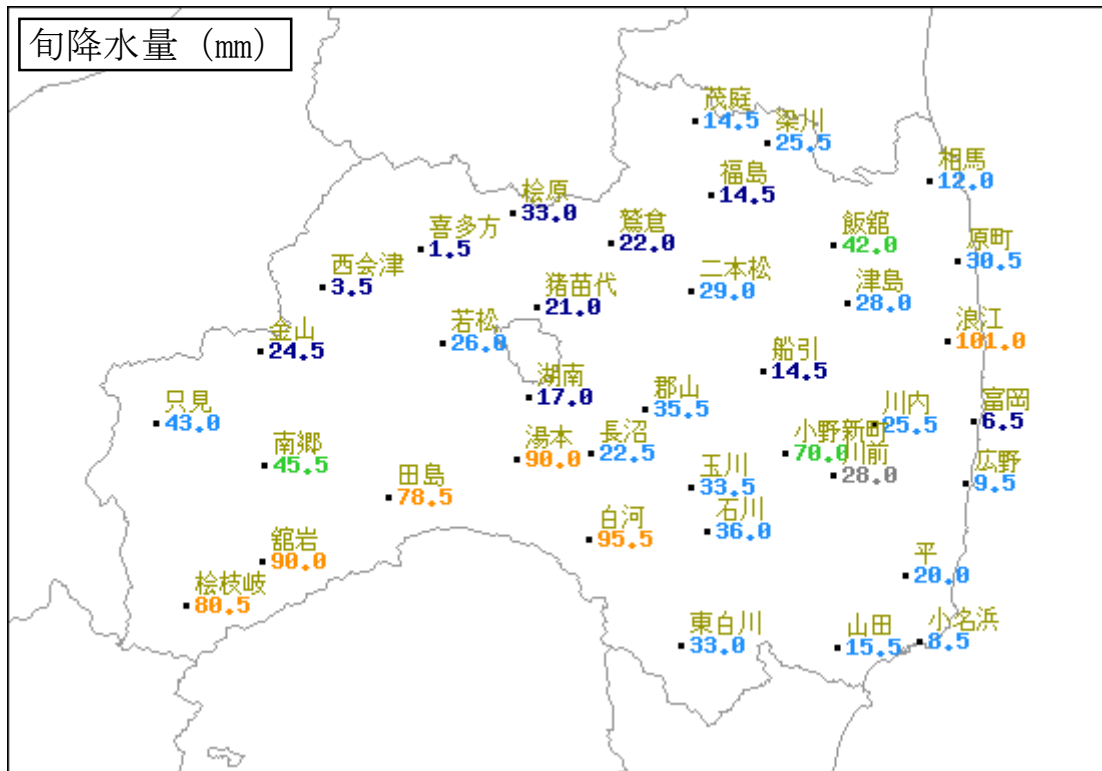 旬降水量 (mm)
茂庭
14.5
梁川
25.5
相馬
12.0
福島
14.5
桧原
33.0
鷲倉
22.0
喜多方
1.5
飯舘
42.0
原町
30.5
西会津
3.5
二本松
29.0
津島
28.0
猪苗代
21.0
若松
26.0
浪江
101.0
金山
24.5
船引
14.5
湖南
17.0
郡山
35.5
只見
43.0
川内
25.5
富岡
6.5
南郷
45.5
湯本
90.0
長沼
22.5
小野新町
70.0
川前
28.0
広野
9.5
田島
78.5
玉川
33.5
石川
36.0
白河
95.5
舘岩
90.0
平
20.0
桧枝岐
80.5
東白川
33.0
山田
15.5
小名浜
8.5